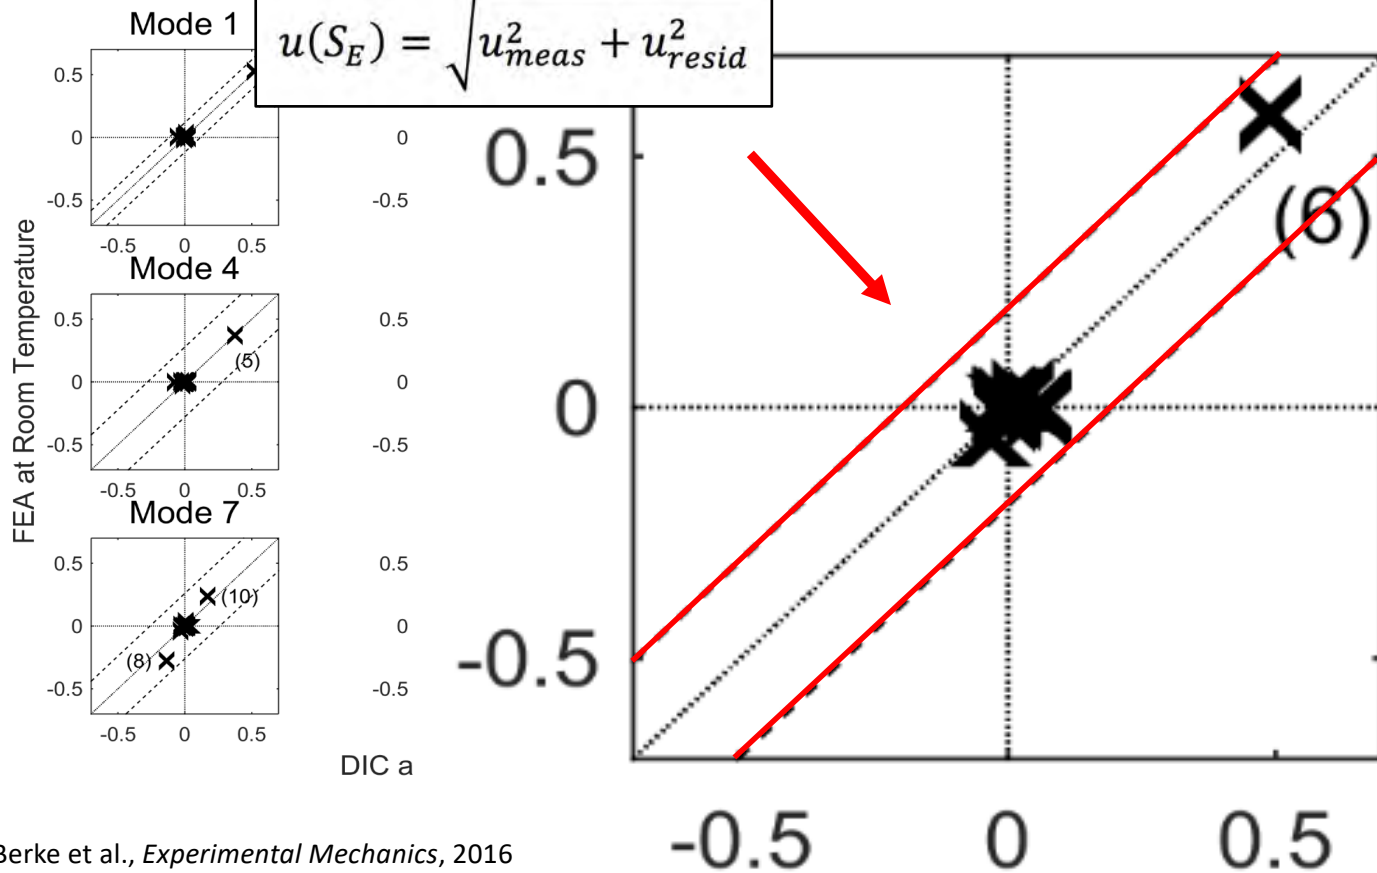 Mode 1
u(S_E) = √u²_meas + u²_resid
0.5
0
-0.5
-0.5 0 0.5
0
-0.5
Mode 4
(5)
0.5
0
-0.5
-0.5 0 0.5
0.5
0
-0.5
Mode 7
(10)
(8)
0.5
0
-0.5
-0.5 0 0.5
0.5
0
-0.5
FEA at Room Temperature
DIC a
0.5
0
-0.5
(6)
-0.5 0 0.5
Berke et al., Experimental Mechanics, 2016